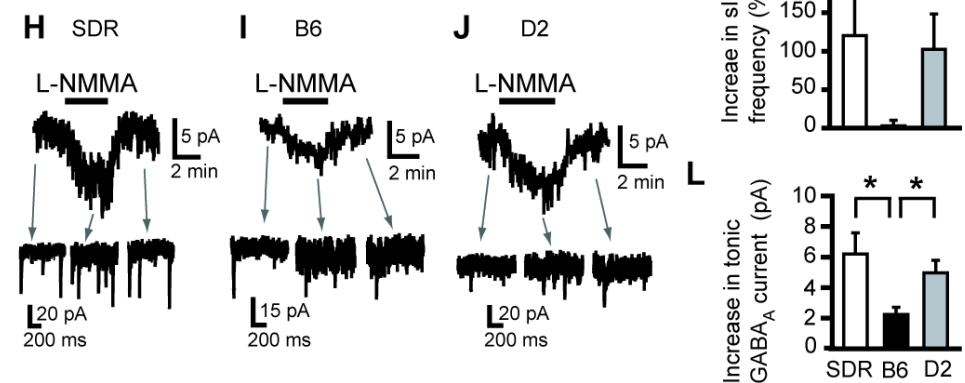 H SDR
L-NMMA
5 pA
2 min
20 pA
200 ms
I B6
L-NMMA
5 pA
2 min
15 pA
200 ms
J D2
L-NMMA
5 pA
2 min
20 pA
200 ms
Increae in
frequency (%
150
100
50
0
L
Increase in tonic
GABAA current (pA)
10
8
6
4
2
0
* *
SDR B6 D2